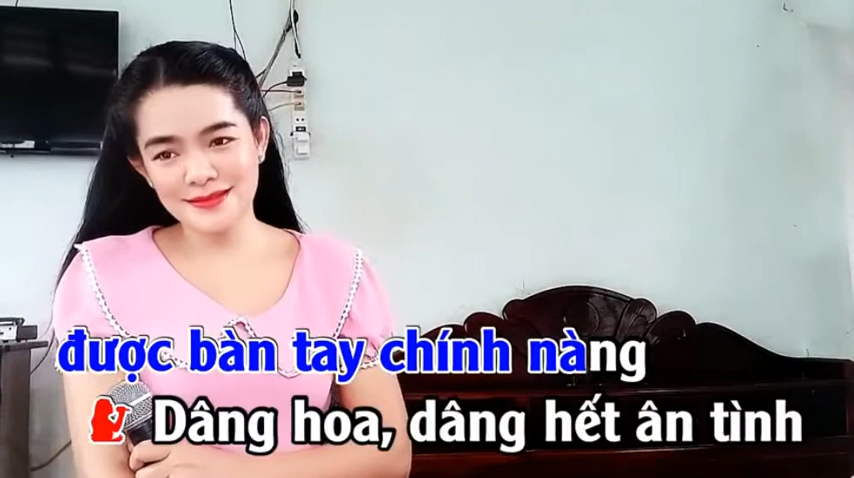 được bàn tay chính nàng
Dâng hoa, dâng hết ân tình